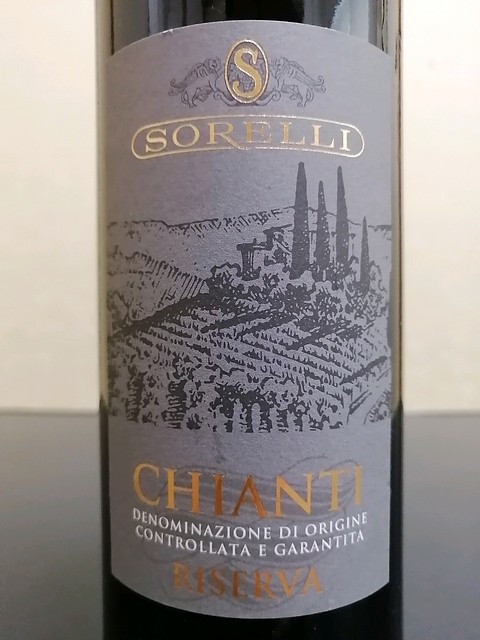 S
SORELLI
CHIANTI
DENOMINAZIONE DI ORIGINE
CONTROLLATA E GARANTITA
RISERVA